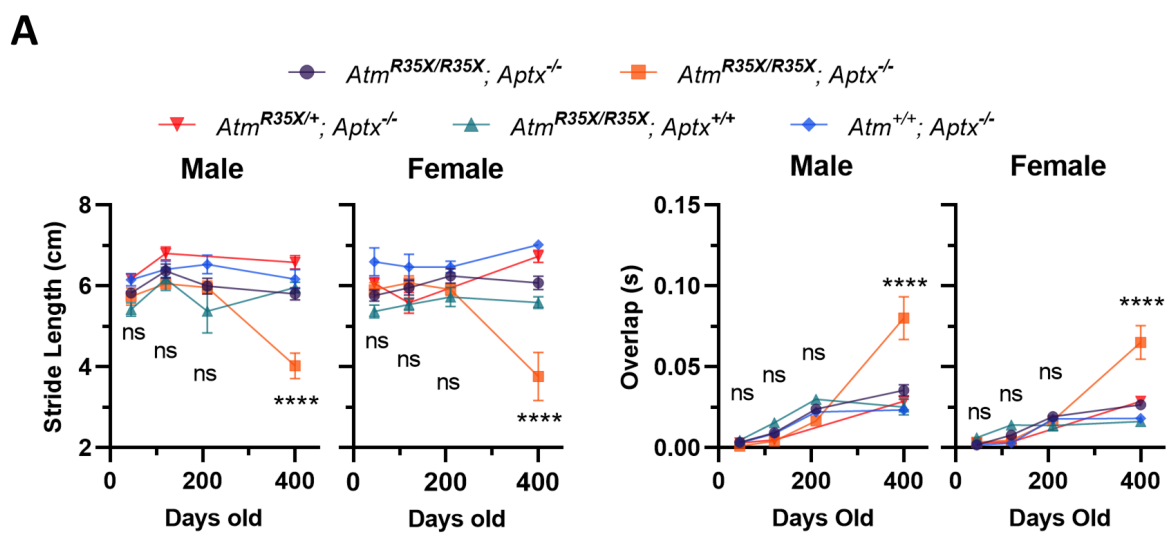 A
Atm^R35X/R35X; Aptx^-/- Atm^R35X/R35X; Aptx^-/-
Atm^R35X/+; Aptx^-/- Atm^R35X/R35X; Aptx^+/+ Atm^+/+; Aptx^-/-
Male Female Male Female
Stride Length (cm)
8
6
4
2
ns
ns
ns
****
0 200 400
Days old
ns
ns
ns
****
0 200 400
Days old
Overlap (s)
0.15
0.10
0.05
0.00
ns
ns
ns
****
0 200 400
Days Old
ns
ns
ns
****
0 200 400
Days Old